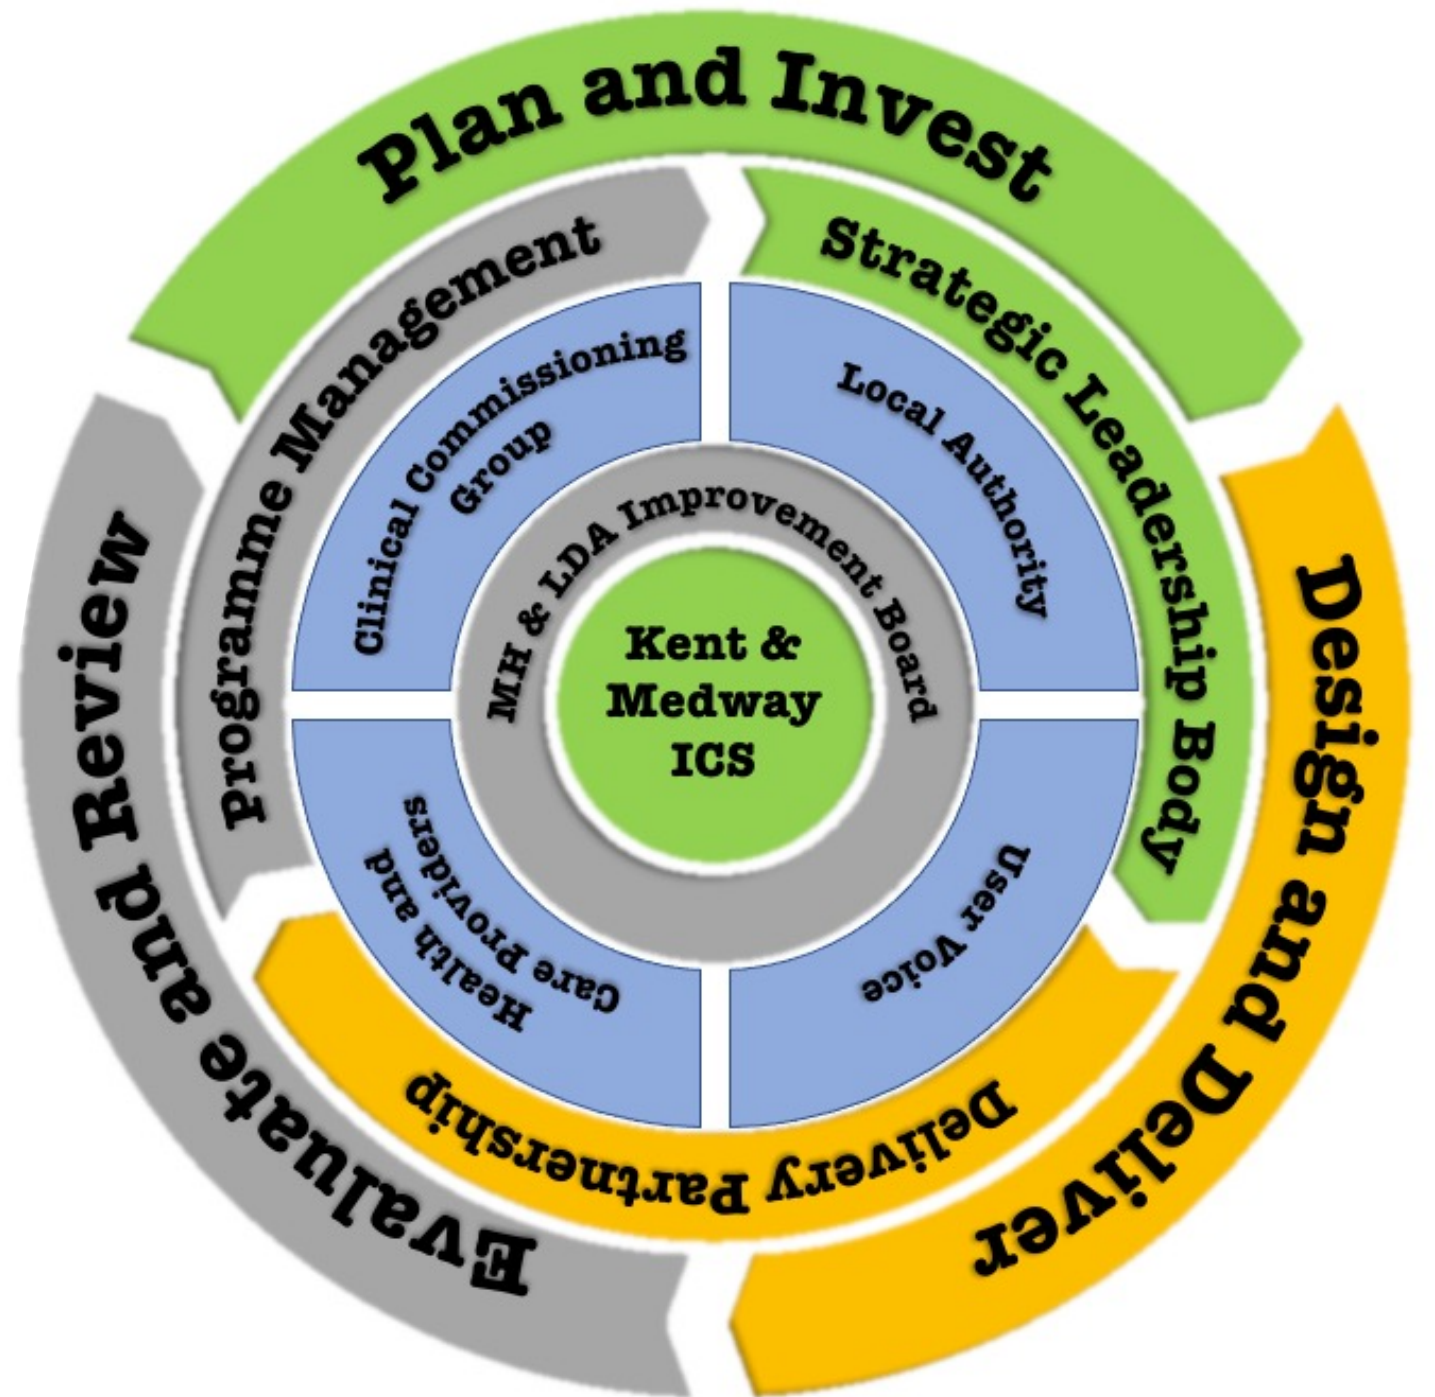 Plan and Invest
Design and Deliver
Evaluate and Review
Programme Management
Strategic Leadership Body
Delivery Partnership
Clinical Commissioning
Group
Local Authority
User Voice
Health and
Care Providers
MH & LDA Improvement Board
Kent &
Medway
ICS